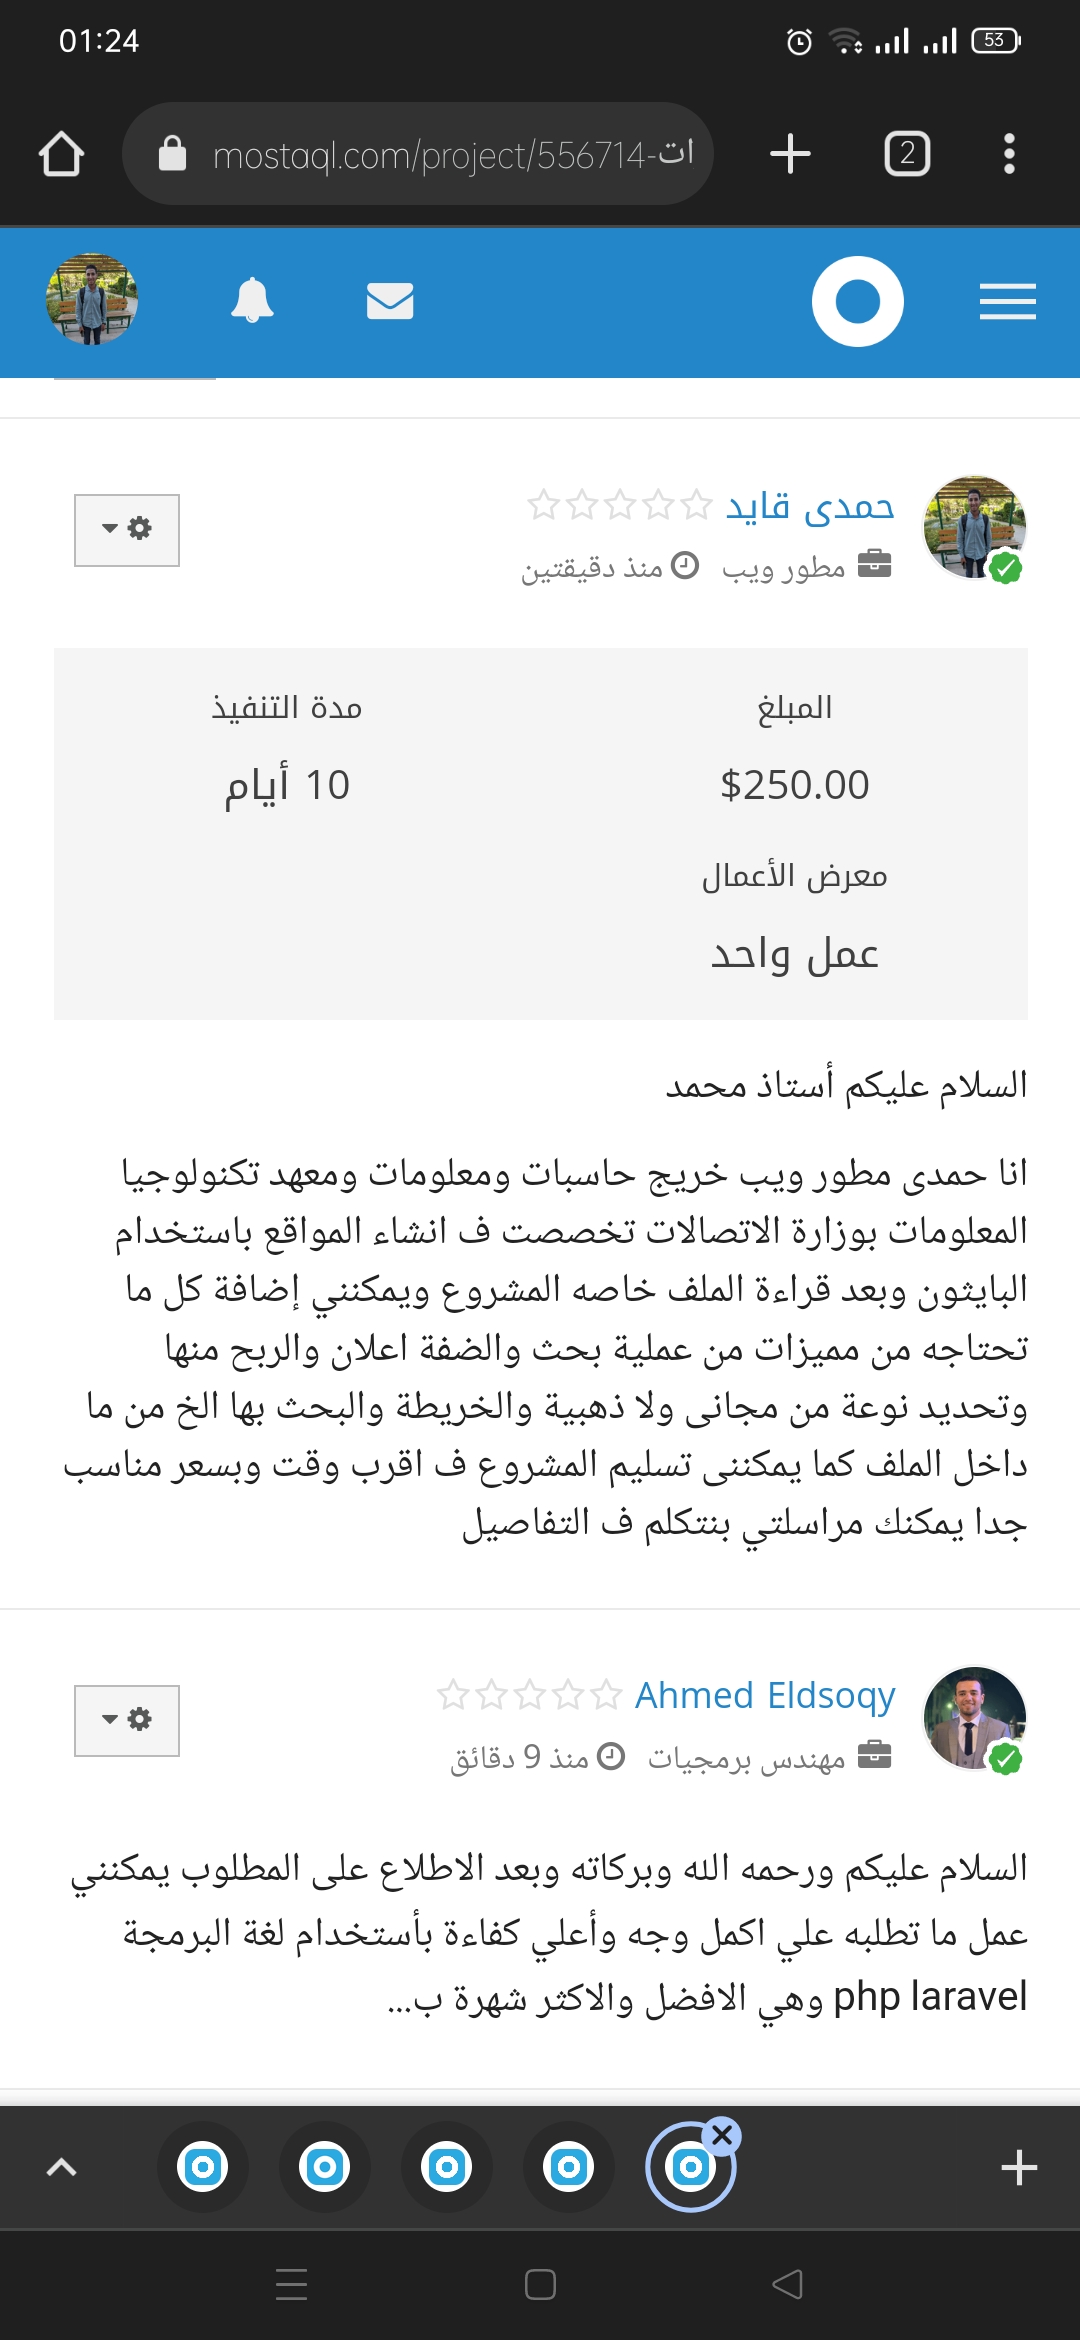 01:24
53
mostaql.com/project/556714-ات
2
حمدى قايد
مطور ويب منذ دقيقتين
المبلغ
مدة التنفيذ
$250.00
10 أيام
معرض الأعمال
عمل واحد
السلام عليكم أستاذ محمد
انا حمدى مطور ويب خريج حاسبات ومعلومات ومعهد تكنولوجيا
المعلومات بوزارة الاتصالات تخصصت ف انشاء المواقع باستخدام
البايثون وبعد قراءة الملف خاصه المشروع ويمكنني إضافة كل ما
تحتاجه من مميزات من عملية بحث والضفة اعلان والربح منها
وتحديد نوعة من مجانى ولا ذهبية والخريطة والبحث بها الخ من ما
داخل الملف كما يمكننى تسليم المشروع ف اقرب وقت وبسعر مناسب
جدا يمكنك مراسلتي بنتكلم ف التفاصيل
Ahmed Eldsoqy
مهندس برمجيات منذ 9 دقائق
السلام عليكم ورحمه الله وبركاته وبعد الاطلاع على المطلوب يمكنني
عمل ما تطلبه علي اكمل وجه وأعلي كفاءة بأستخدام لغة البرمجة
php laravel وهي الافضل والاكثر شهرة ب...